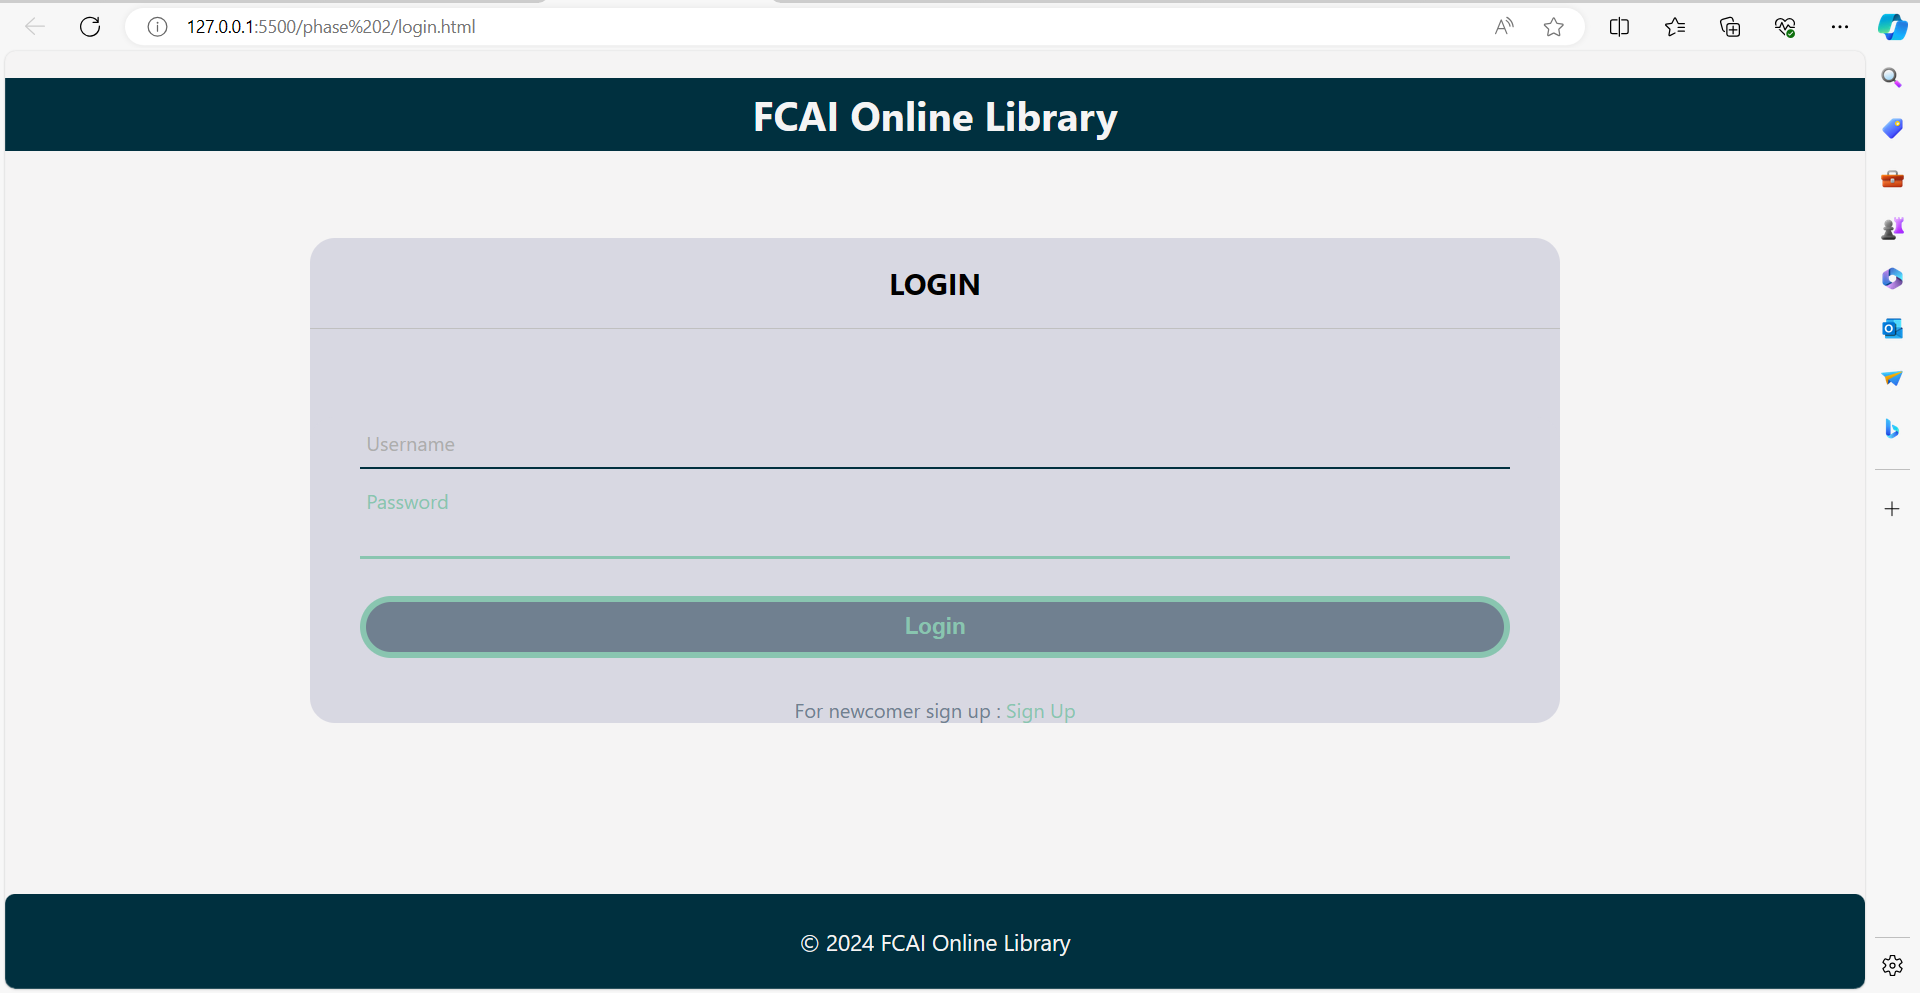 127.0.0.1:5500/phase%202/login.html
FCAI Online Library
LOGIN
Username
Password
Login
For newcomer sign up : Sign Up
© 2024 FCAI Online Library